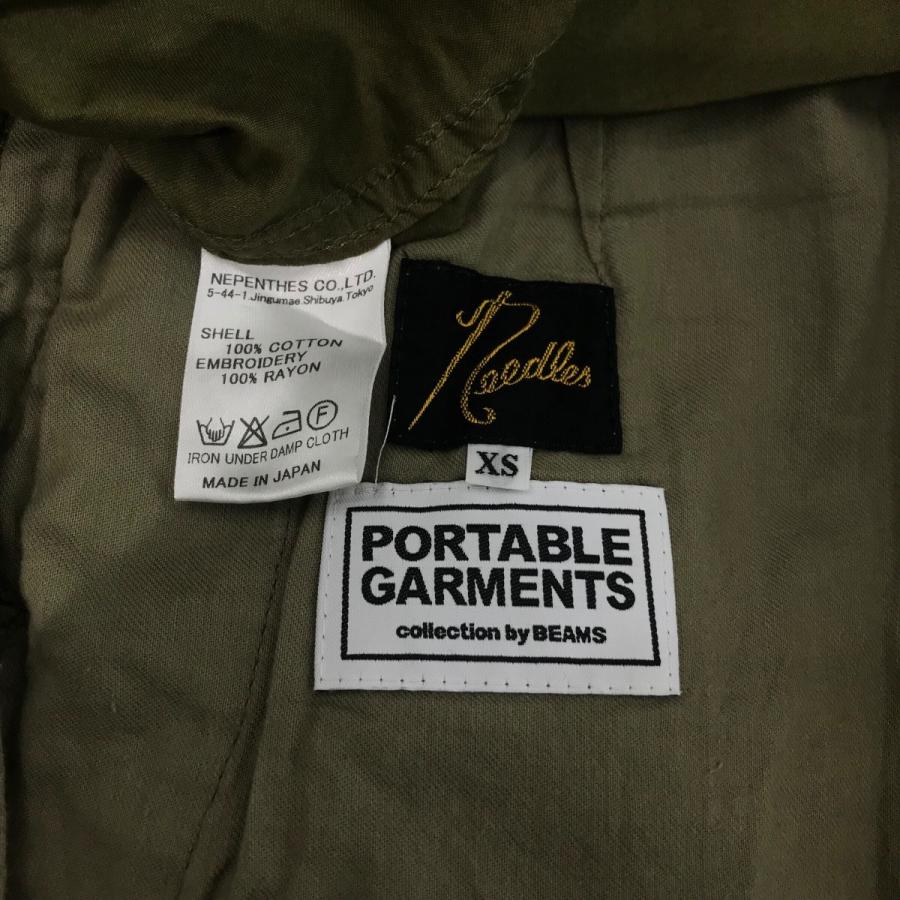 NEPENTHES CO.,LTD.
5-44-1.Jingumae.Shibuya.Tokyo
SHELL
100% COTTON
EMBROIDERY
100% RAYON
F
IRON UNDER DAMP CLOTH
MADE IN JAPAN
Needles
XS
PORTABLE
GARMENTS
collection by BEAMS